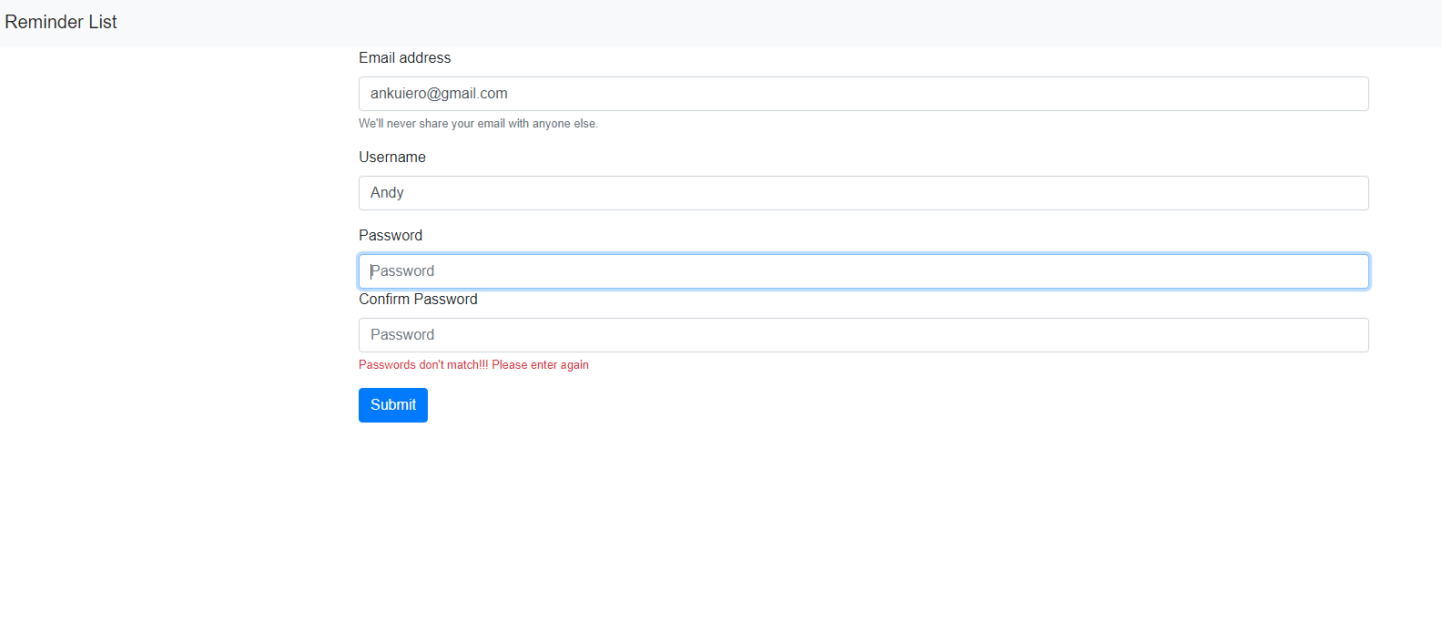 Reminder List
Email address
ankuiero@gmail.com
We'll never share your email with anyone else.
Username
Andy
Password
Password
Confirm Password
Password
Passwords don't match!!! Please enter again
Submit